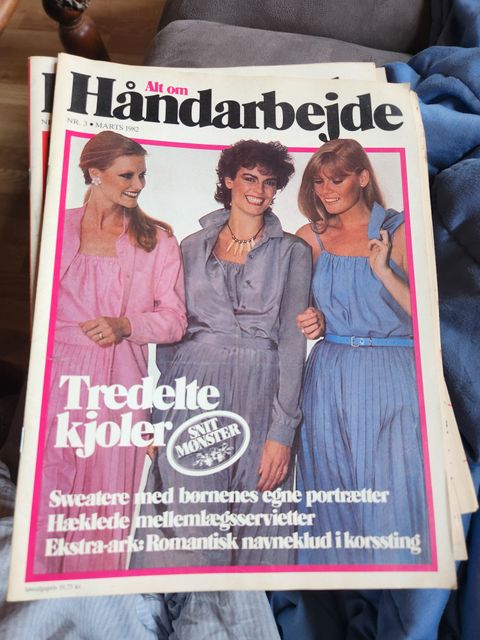 Alt om
Håndarbejde
NR. 3 • MARTS 1982
Tredelte
kjoler
SNIT
MØNSTER
Sweatere med børnenes egne portrætter
Hæklede mellemlægsservietter
Ekstra-ark: Romantisk navneklud i korssting